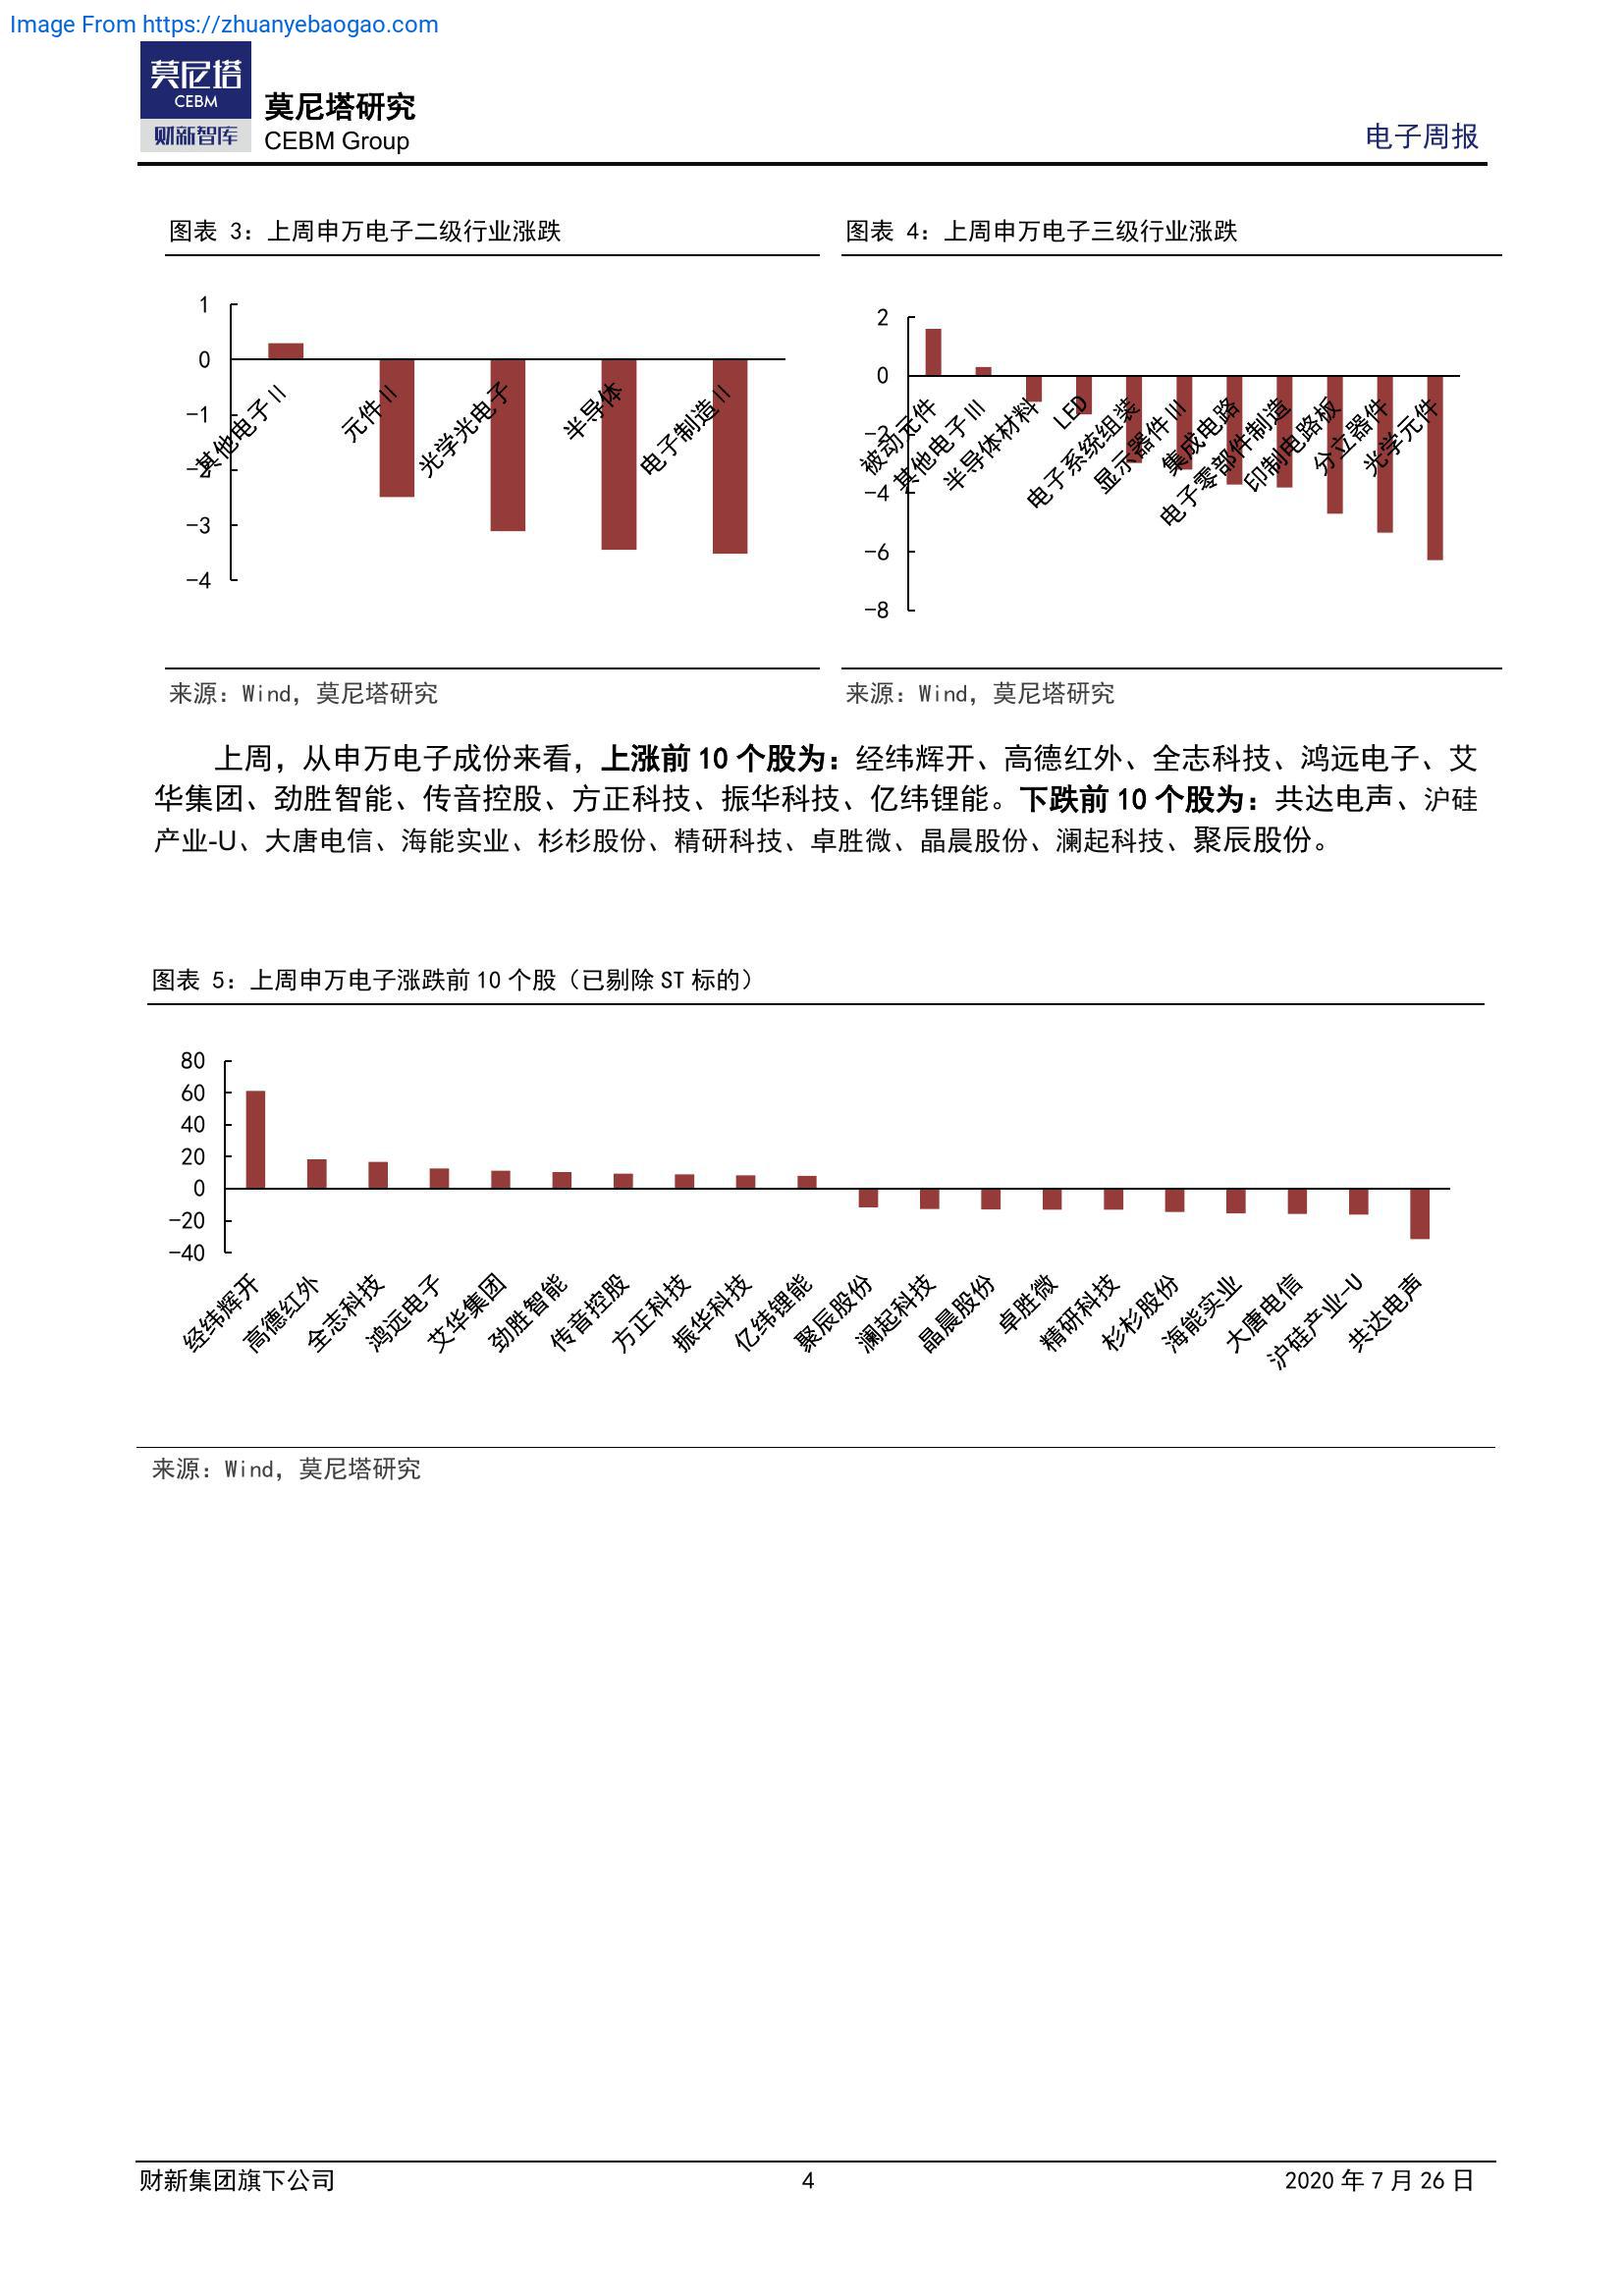 Image From https://zhuanyebaogao.com
莫尼塔
CEBM
财新智库
莫尼塔研究
CEBM Group
电子周报
图表 3：上周申万电子二级行业涨跌
1
0
-1
-2
-3
-4
其他电子Ⅱ
元件Ⅱ
光学光电子
半导体
电子制造Ⅱ
来源：Wind，莫尼塔研究
图表 4：上周申万电子三级行业涨跌
2
0
-2
-4
-6
-8
被动元件
其他电子Ⅲ
半导体材料
LED
电子系统组装
显示器件Ⅲ
集成电路
电子零部件制造
印制电路板
分立器件
光学元件
来源：Wind，莫尼塔研究
上周，从申万电子成份来看，上涨前 10 个股为：经纬辉开、高德红外、全志科技、鸿远电子、艾
华集团、劲胜智能、传音控股、方正科技、振华科技、亿纬锂能。下跌前 10 个股为：共达电声、沪硅
产业-U、大唐电信、海能实业、杉杉股份、精研科技、卓胜微、晶晨股份、澜起科技、聚辰股份。
图表 5：上周申万电子涨跌前 10 个股（已剔除 ST 标的）
80
60
40
20
0
-20
-40
经纬辉开
高德红外
全志科技
鸿远电子
艾华集团
劲胜智能
传音控股
方正科技
振华科技
亿纬锂能
聚辰股份
澜起科技
晶晨股份
卓胜微
精研科技
杉杉股份
海能实业
大唐电信
沪硅产业-U
共达电声
来源：Wind，莫尼塔研究
财新集团旗下公司
4
2020 年 7 月 26 日